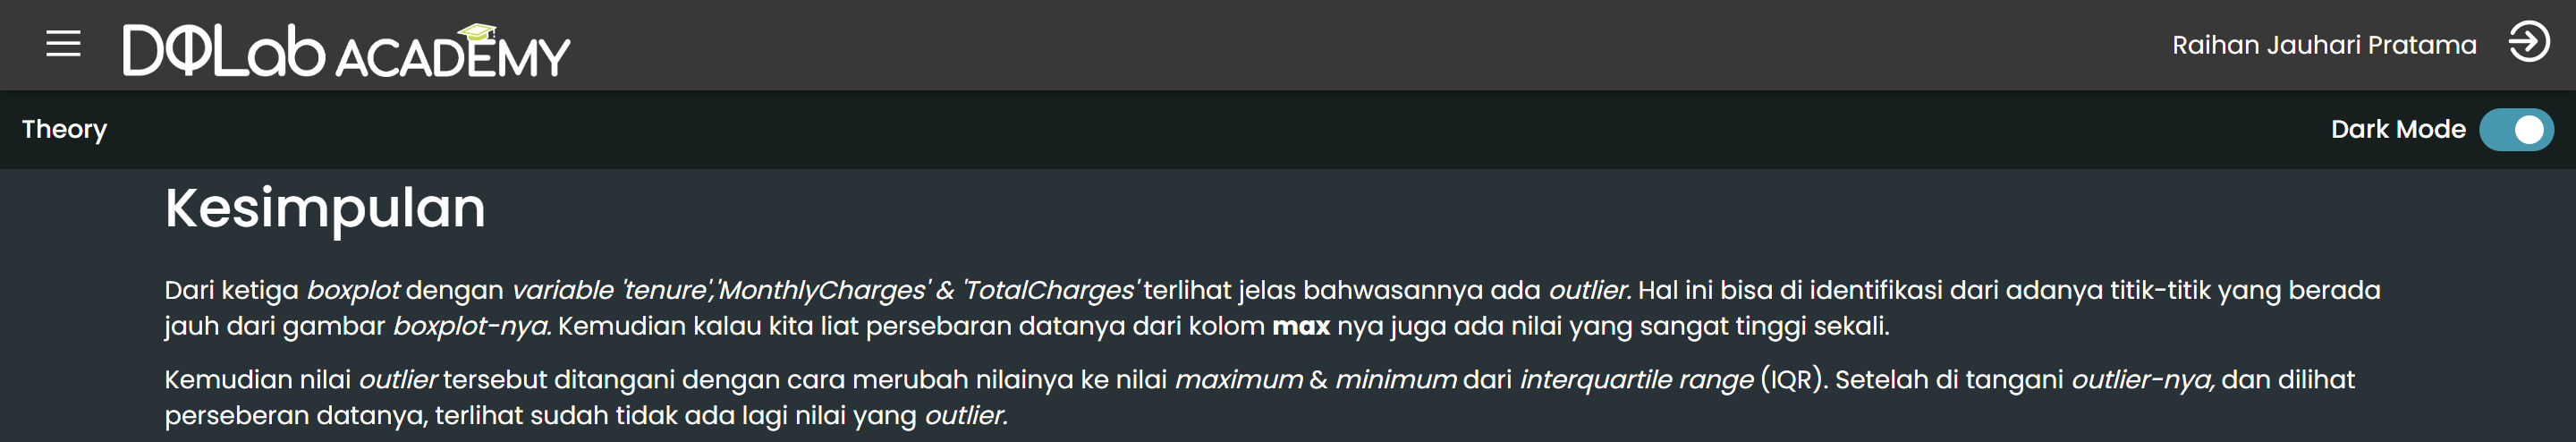 DQLab ACADEMY
Raihan Jauhari Pratama
Theory
Dark Mode
Kesimpulan
Dari ketiga boxplot dengan variable 'tenure','MonthlyCharges' & 'TotalCharges' terlihat jelas bahwasannya ada outlier. Hal ini bisa di identifikasi dari adanya titik-titik yang berada
jauh dari gambar boxplot-nya. Kemudian kalau kita liat persebaran datanya dari kolom max nya juga ada nilai yang sangat tinggi sekali.
Kemudian nilai outlier tersebut ditangani dengan cara merubah nilainya ke nilai maximum & minimum dari interquartile range (IQR). Setelah di tangani outlier-nya, dan dilihat
perseberan datanya, terlihat sudah tidak ada lagi nilai yang outlier.